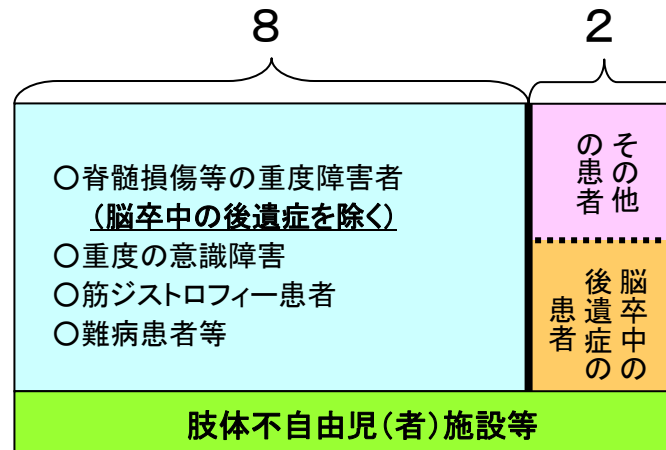 8
2
○脊髄損傷等の重度障害者
(脳卒中の後遺症を除く)
○重度の意識障害
○筋ジストロフィー患者
○難病患者等
その他
の患者
脳卒中の
後遺症の
患者
肢体不自由児(者)施設等